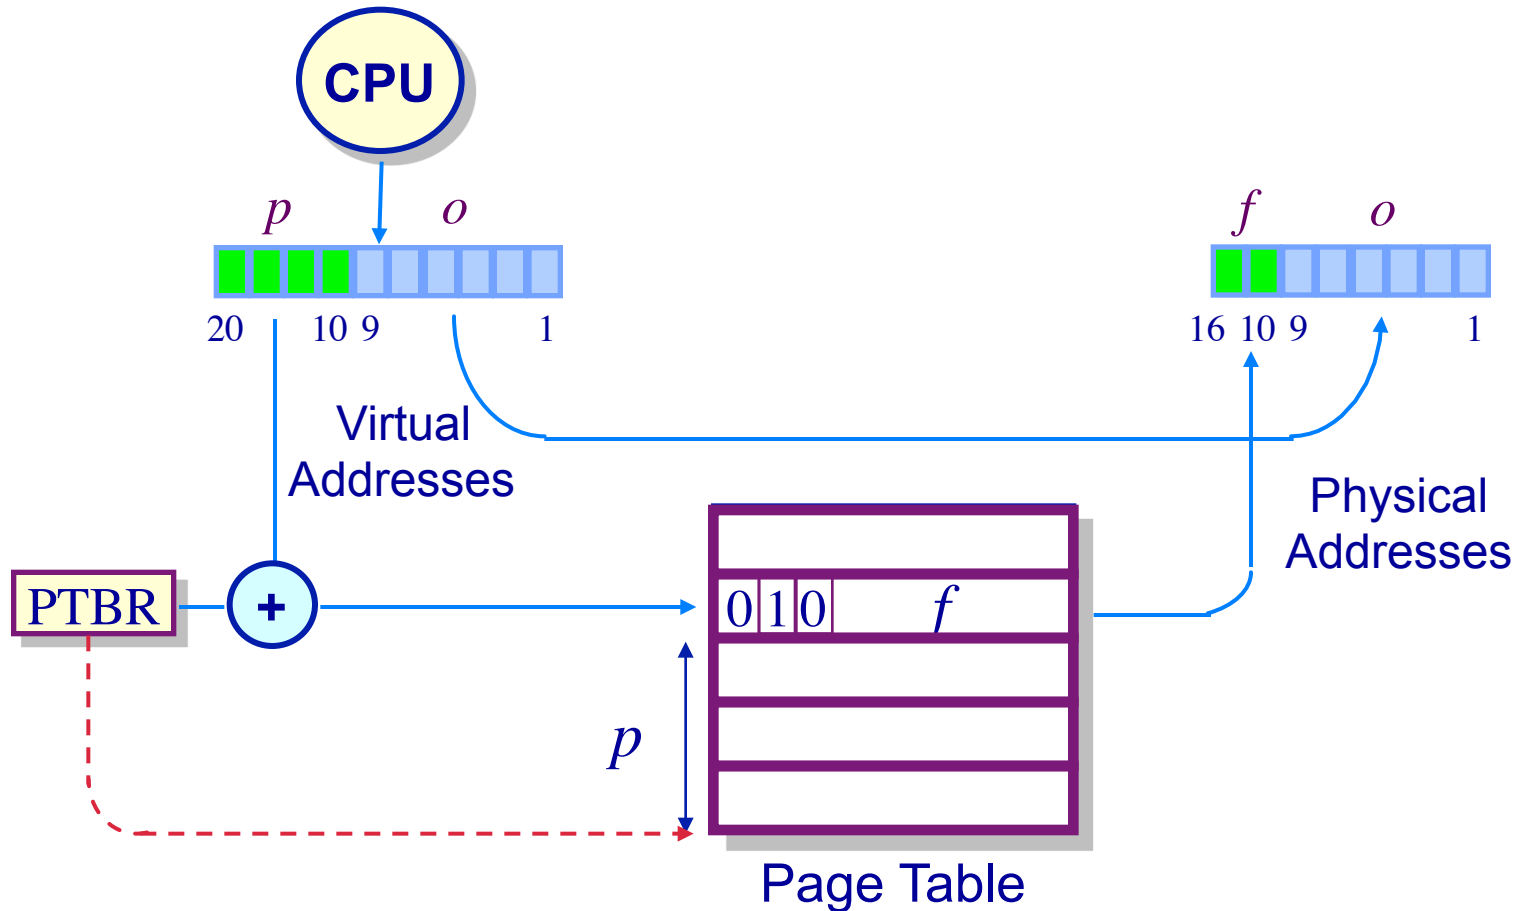 CPU
p o
f o
20 10 9 1
16 10 9 1
Virtual
Addresses
Physical
Addresses
PTBR
+
0 1 0 f
p
Page Table